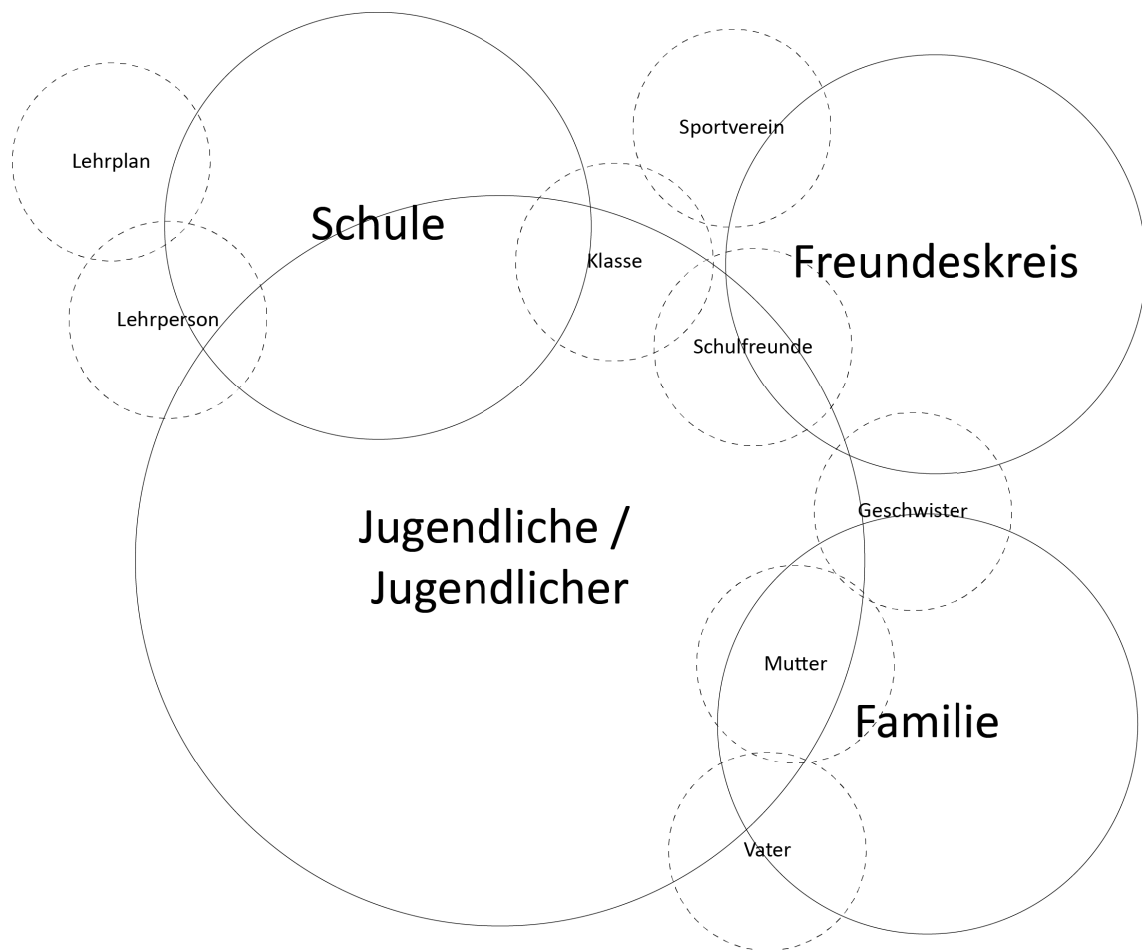 Sportverein
Lehrplan
Schule
Klasse
Freundeskreis
Lehrperson
Schulfreunde
Geschwister
Jugendliche /
Jugendlicher
Mutter
Familie
Vater